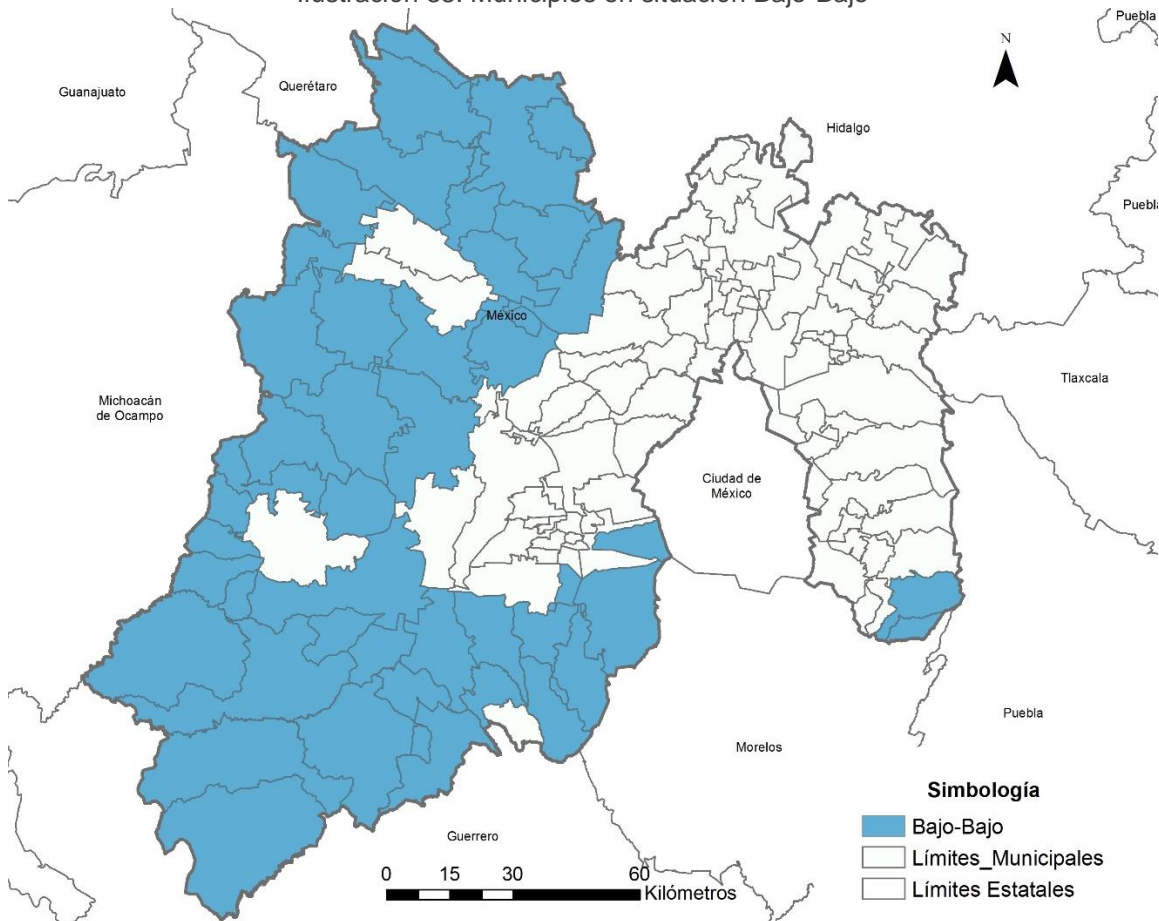 Ilustración 33. Municipios en situación Bajo-Bajo
Puebla
N
Guanajuato
Querétaro
Hidalgo
Puebla
México
Michoacán
de Ocampo
Tlaxcala
Ciudad de
México
Puebla
Morelos
Guerrero
Simbología
Bajo-Bajo
Límites_Municipales
Límites Estatales
0 15 30 60
Kilómetros